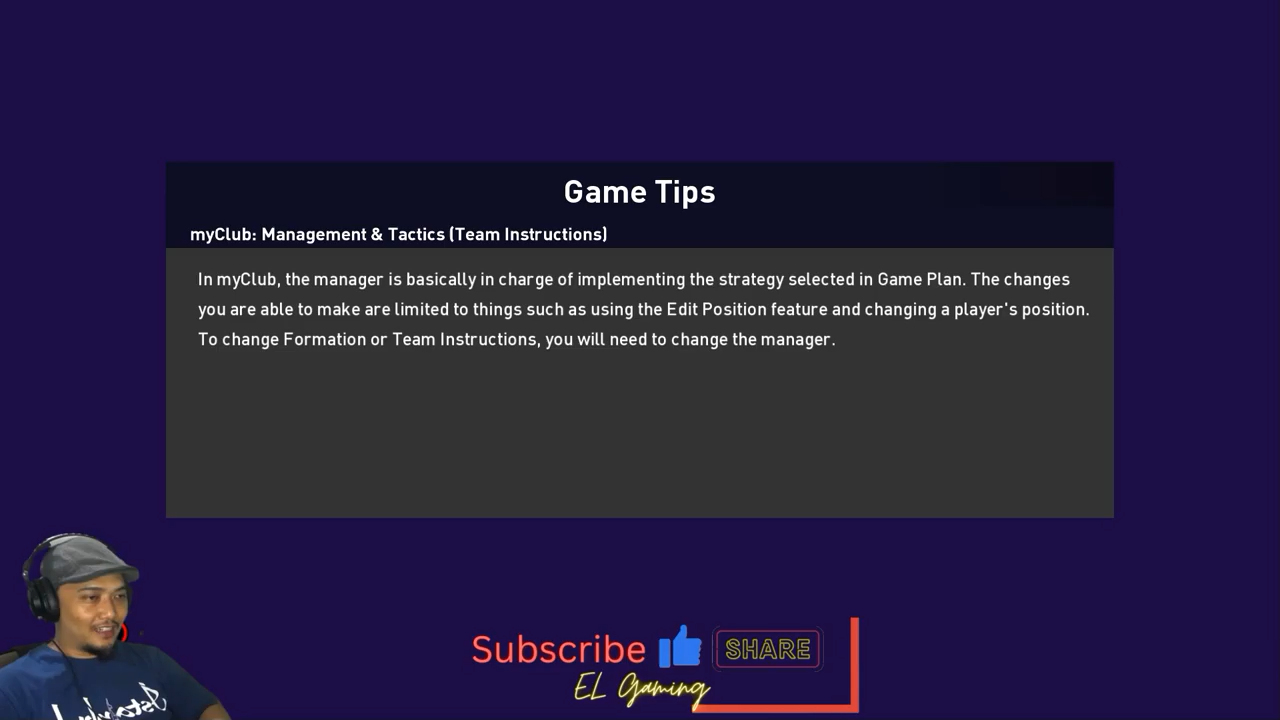 Game Tips
myClub: Management & Tactics (Team Instructions)
In myClub, the manager is basically in charge of implementing the strategy selected in Game Plan. The changes
you are able to make are limited to things such as using the Edit Position feature and changing a player's position.
To change Formation or Team Instructions, you will need to change the manager.
Subscribe SHARE
EL Gaming